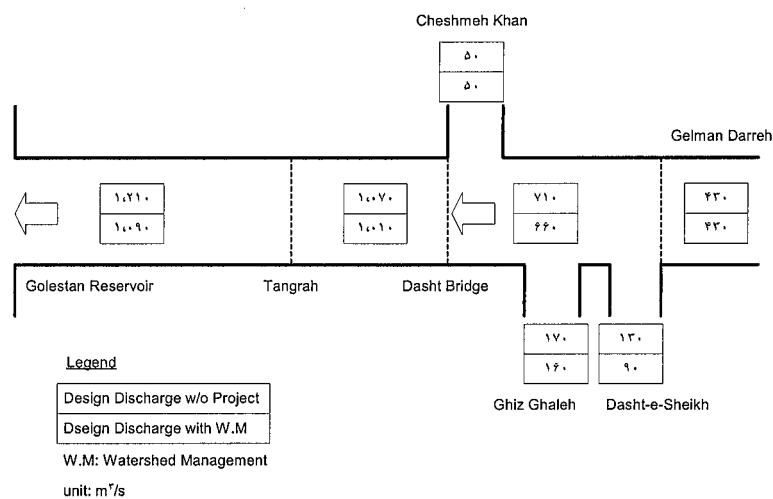 Cheshmeh Khan
۵۰
۵۰
Gelman Darreh
۱،۲۱۰
۱،۰۹۰
۱،۰۷۰
۱،۰۱۰
۷۱۰
۶۶۰
۴۳۰
۴۳۰
Golestan Reservoir
Tangrah
Dasht Bridge
۱۷۰
۱۶۰
۱۳۰
۹۰
Ghiz Ghaleh
Dasht-e-Sheikh
Legend
Design Discharge w/o Project
Dseign Discharge with W.M
W.M: Watershed Management
unit: m³/s